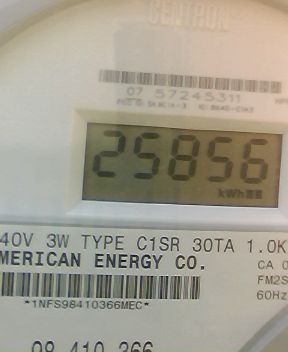 CENTRON
07 57245311
25856
kWh
40V 3W TYPE C1SR 30TA 1.0K
MERICAN ENERGY CO.
CA 0
FM2S
60Hz
*1NFS98410366MEC*
98 410 366